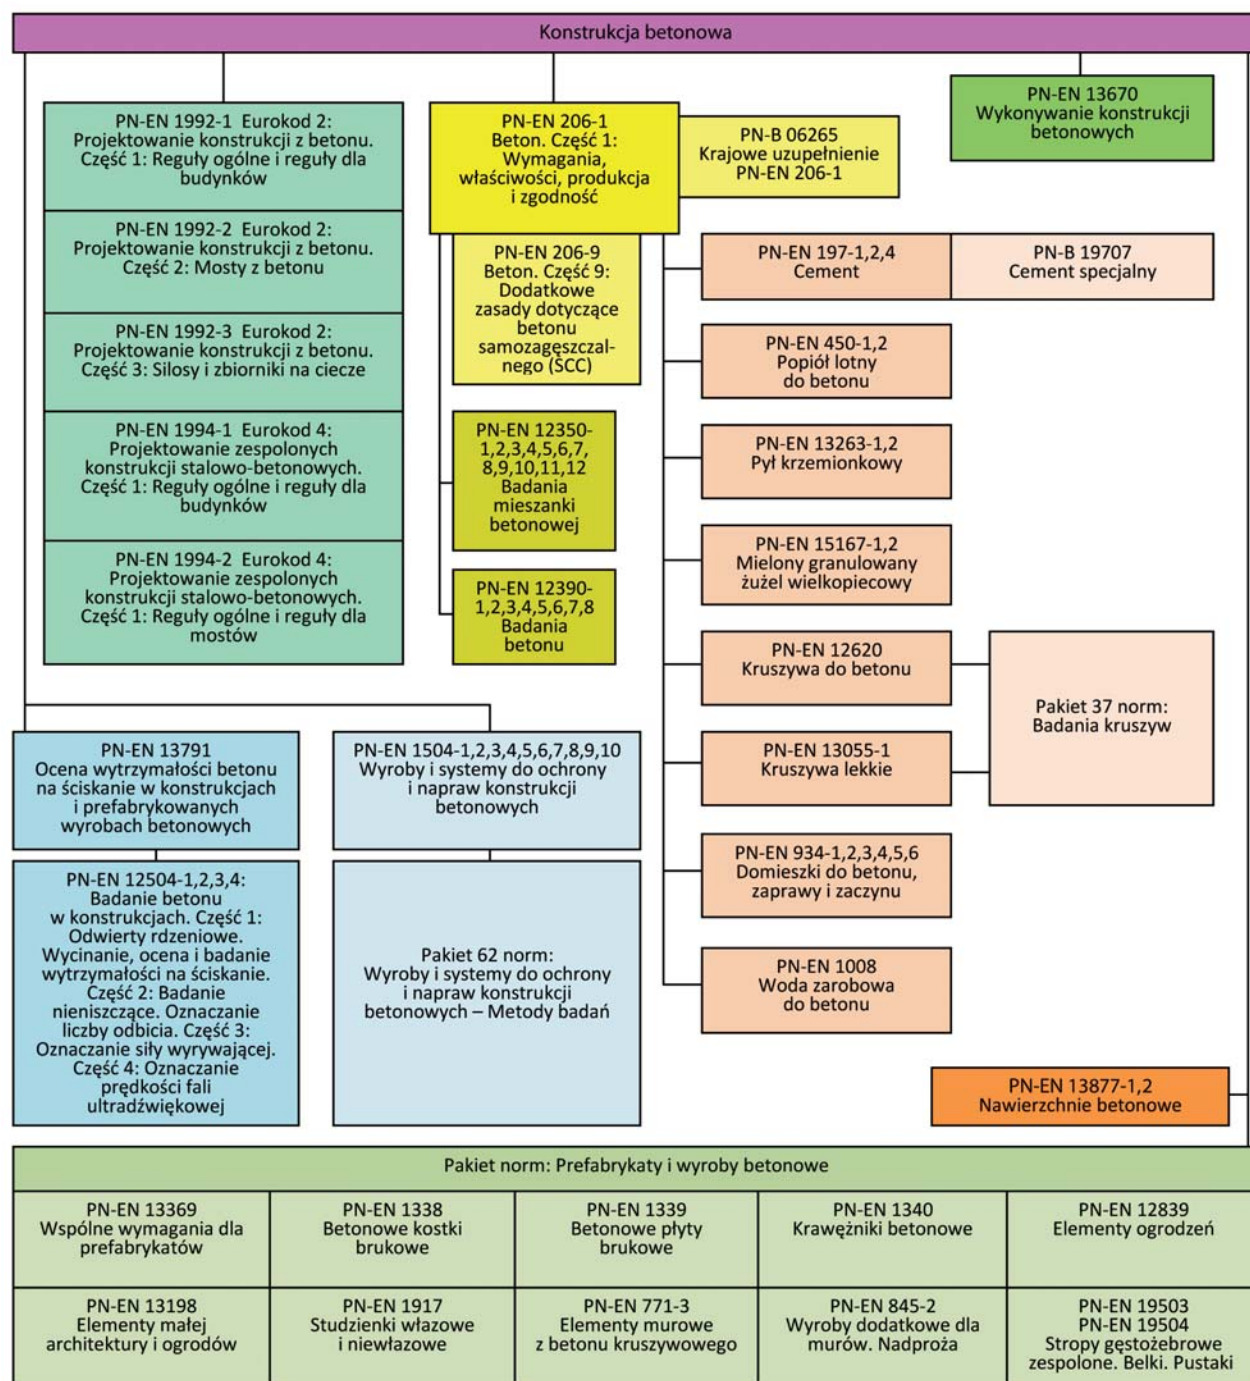 Konstrukcja betonowa
PN-EN 1992-1 Eurokod 2:
Projektowanie konstrukcji z betonu.
Część 1: Reguły ogólne i reguły dla
budynków
PN-EN 1992-2 Eurokod 2:
Projektowanie konstrukcji z betonu.
Część 2: Mosty z betonu
PN-EN 1992-3 Eurokod 2:
Projektowanie konstrukcji z betonu.
Część 3: Silosy i zbiorniki na ciecze
PN-EN 1994-1 Eurokod 4:
Projektowanie zespolonych
konstrukcji stalowo-betonowych.
Część 1: Reguły ogólne i reguły dla
budynków
PN-EN 1994-2 Eurokod 4:
Projektowanie zespolonych
konstrukcji stalowo-betonowych.
Część 1: Reguły ogólne i reguły dla
mostów
PN-EN 206-1
Beton. Część 1:
Wymagania,
właściwości, produkcja
i zgodność
PN-B 06265
Krajowe uzupełnienie
PN-EN 206-1
PN-EN 13670
Wykonywanie konstrukcji
betonowych
PN-EN 206-9
Beton. Część 9:
Dodatkowe
zasady dotyczące
betonu
samozagęszczal-
nego (SCC)
PN-EN 12350-
1,2,3,4,5,6,7,
8,9,10,11,12
Badania
mieszanki
betonowej
PN-EN 12390-
1,2,3,4,5,6,7,8
Badania
betonu
PN-EN 197-1,2,4
Cement
PN-B 19707
Cement specjalny
PN-EN 450-1,2
Popiół lotny
do betonu
PN-EN 13263-1,2
Pył krzemionkowy
PN-EN 15167-1,2
Mielony granulowany
żużel wielkopiecowy
PN-EN 12620
Kruszywa do betonu
PN-EN 13055-1
Kruszywa lekkie
Pakiet 37 norm:
Badania kruszyw
PN-EN 934-1,2,3,4,5,6
Domieszki do betonu,
zaprawy i zaczynu
PN-EN 1008
Woda zarobowa
do betonu
PN-EN 13791
Ocena wytrzymałości betonu
na ściskanie w konstrukcjach
i prefabrykowanych
wyrobach betonowych
PN-EN 1504-1,2,3,4,5,6,7,8,9,10
Wyroby i systemy do ochrony
i napraw konstrukcji
betonowych
PN-EN 12504-1,2,3,4:
Badanie betonu
w konstrukcjach. Część 1:
Odwierty rdzeniowe.
Wycinanie, ocena i badanie
wytrzymałości na ściskanie.
Część 2: Badanie
nieniszczące. Oznaczanie
liczby odbicia. Część 3:
Oznaczanie siły wyrywającej.
Część 4: Oznaczanie
prędkości fali
ultradźwiękowej
Pakiet 62 norm:
Wyroby i systemy do ochrony
i napraw konstrukcji
betonowych – Metody badań
PN-EN 13877-1,2
Nawierzchnie betonowe
Pakiet norm: Prefabrykaty i wyroby betonowe
PN-EN 13369
Wspólne wymagania dla
prefabrykatów
PN-EN 1338
Betonowe kostki
brukowe
PN-EN 1339
Betonowe płyty
brukowe
PN-EN 1340
Krawężniki betonowe
PN-EN 12839
Elementy ogrodzeń
PN-EN 13198
Elementy małej
architektury i ogrodów
PN-EN 1917
Studzienki włazowe
i niewłazowe
PN-EN 771-3
Elementy murowe
z betonu kruszywowego
PN-EN 845-2
Wyroby dodatkowe dla
murów. Nadproża
PN-EN 19503
PN-EN 19504
Stropy gęstożebrowe
zespolone. Belki. Pustaki